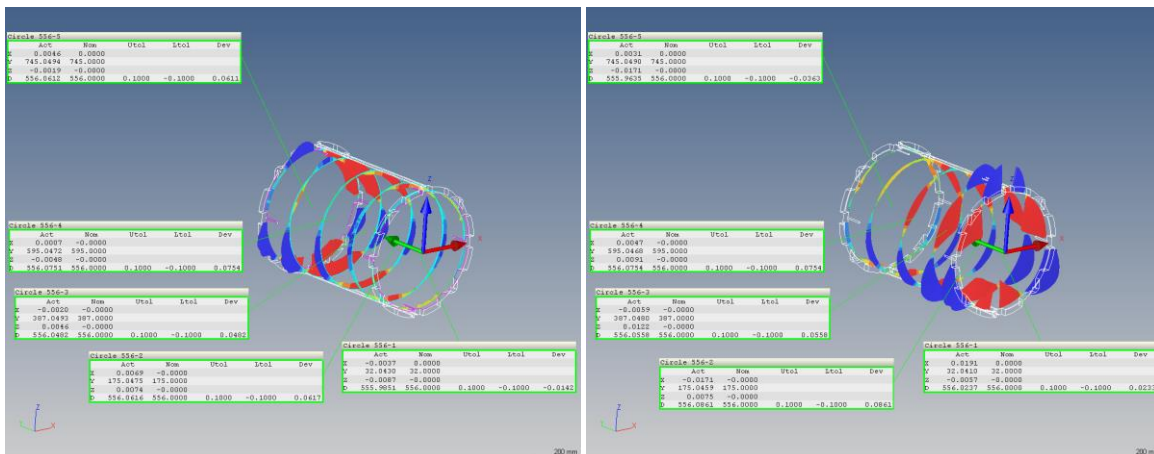 Circle 556-5
Act Nom Utol Ltol Dev
X 0.0046 0.0000
Y 745.0494 745.0000
Z -0.0019 -0.0000
D 556.0612 556.0000 0.1000 -0.1000 0.0611
Circle 556-4
Act Nom Utol Ltol Dev
X 0.0007 -0.0000
Y 595.0472 595.0000
Z -0.0048 -0.0000
D 556.0751 556.0000 0.1000 -0.1000 0.0754
Circle 556-3
Act Nom Utol Ltol Dev
X -0.0020 -0.0000
Y 387.0493 387.0000
Z 0.0046 -0.0000
D 556.0482 556.0000 0.1000 -0.1000 0.0482
Circle 556-2
Act Nom Utol Ltol Dev
X 0.0069 -0.0000
Y 175.0475 175.0000
Z 0.0074 -0.0000
D 556.0616 556.0000 0.1000 -0.1000 0.0617
Circle 556-1
Act Nom Utol Ltol Dev
X -0.0037 0.0000
Y 32.0430 32.0000
Z -0.0087 -0.0000
D 555.9851 556.0000 0.1000 -0.1000 -0.0142
Z
X
Z
Y X
200 mm
Circle 556-5
Act Nom Utol Ltol Dev
X 0.0031 0.0000
Y 745.0490 745.0000
Z -0.0171 -0.0000
D 555.9635 556.0000 0.1000 -0.1000 -0.0363
Circle 556-4
Act Nom Utol Ltol Dev
X 0.0047 -0.0000
Y 595.0468 595.0000
Z 0.0091 -0.0000
D 556.0754 556.0000 0.1000 -0.1000 0.0754
Circle 556-3
Act Nom Utol Ltol Dev
X -0.0059 -0.0000
Y 387.0480 387.0000
Z 0.0122 -0.0000
D 556.0558 556.0000 0.1000 -0.1000 0.0558
Circle 556-2
Act Nom Utol Ltol Dev
X -0.0171 -0.0000
Y 175.0459 175.0000
Z 0.0075 -0.0000
D 556.0861 556.0000 0.1000 -0.1000 0.0861
Circle 556-1
Act Nom Utol Ltol Dev
X 0.0191 0.0000
Y 32.0410 32.0000
Z -0.0057 -0.0000
D 556.0237 556.0000 0.1000 -0.1000 0.0233
Z
X
Z
Y X
200 mm